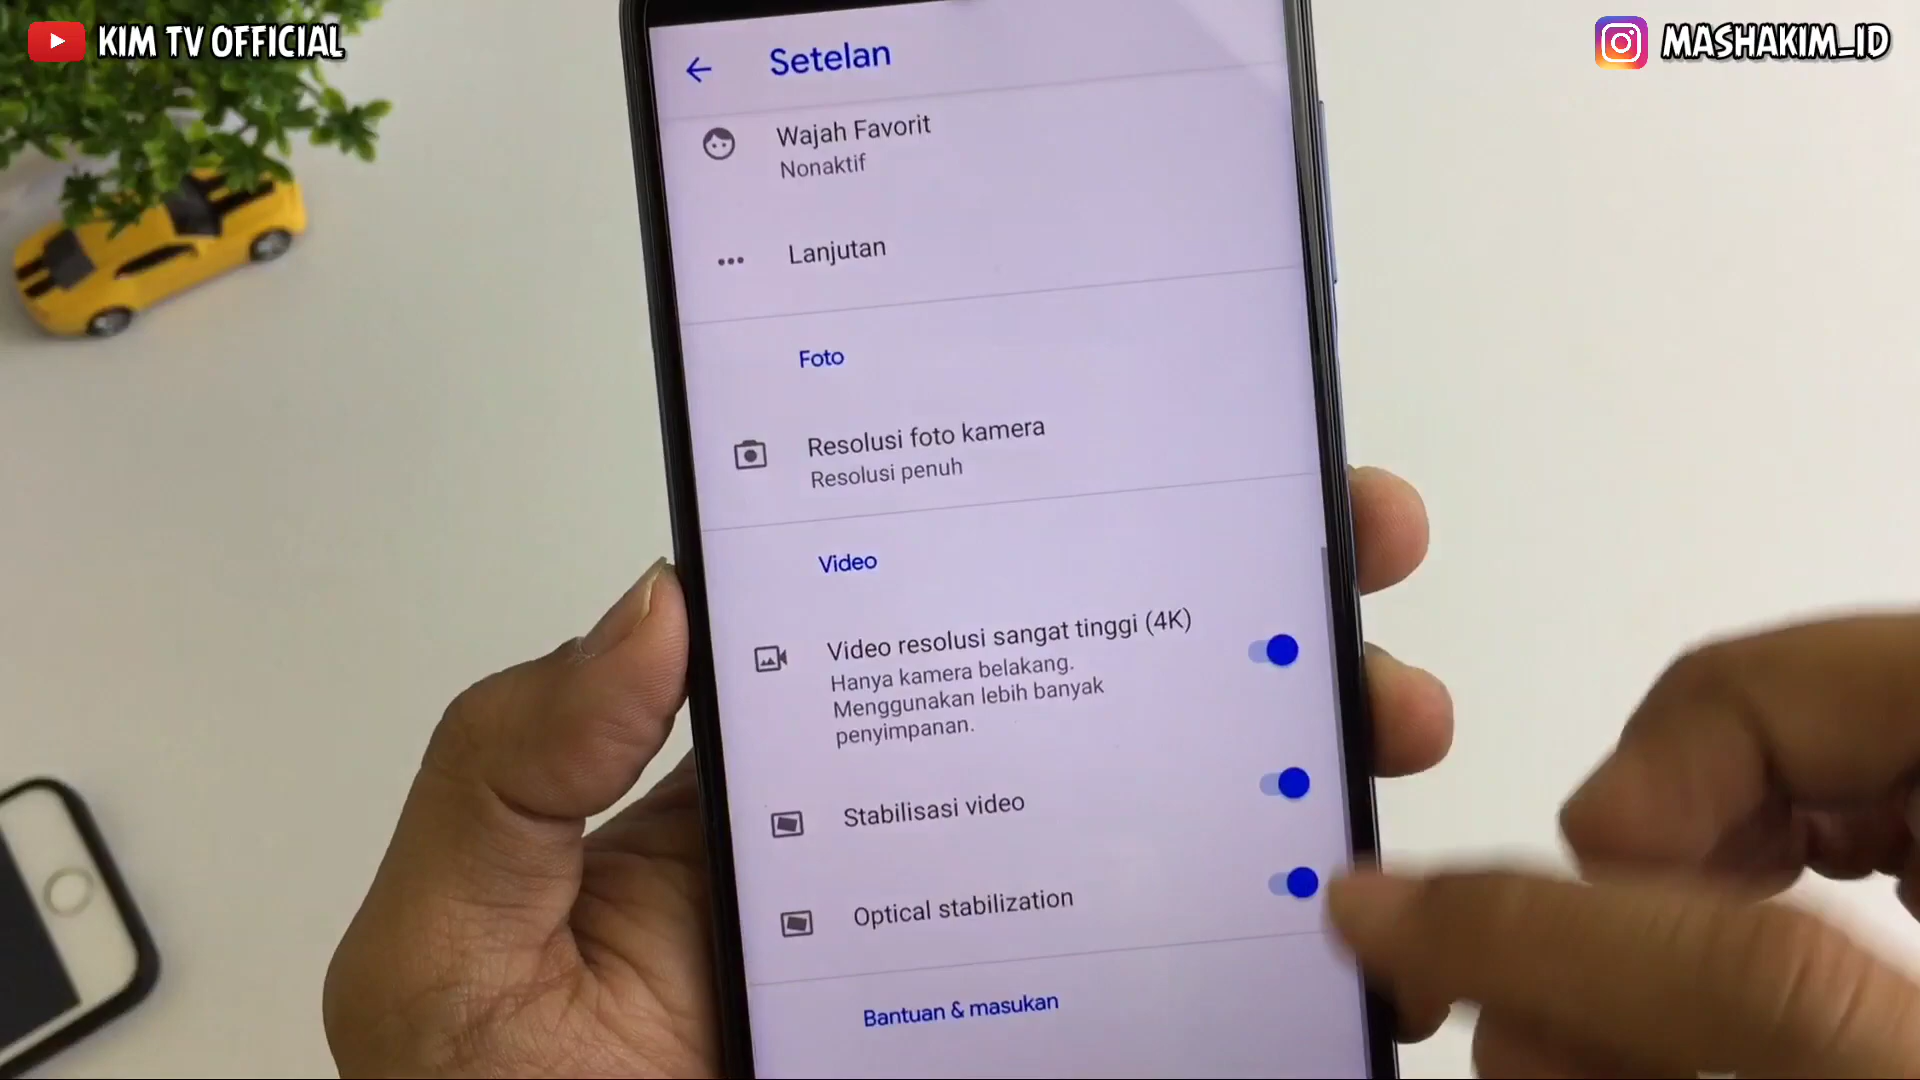 KIM TV OFFICIAL
MASHAKIM_ID
Setelan
Wajah Favorit
Nonaktif
Lanjutan
Foto
Resolusi foto kamera
Resolusi penuh
Video
Video resolusi sangat tinggi (4K)
Hanya kamera belakang.
Menggunakan lebih banyak
penyimpanan.
Stabilisasi video
Optical stabilization
Bantuan & masukan